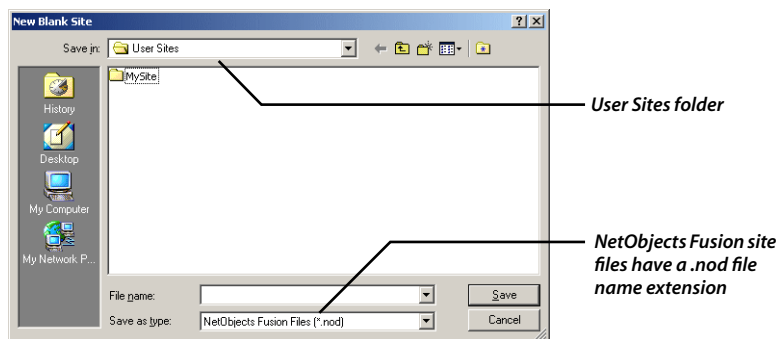 New Blank Site
Save in: User Sites
MySite
History
Desktop
My Computer
My Network P...
File name:
Save
Save as type: NetObjects Fusion Files (*.nod)
Cancel
User Sites folder
NetObjects Fusion site
files have a .nod file
name extension